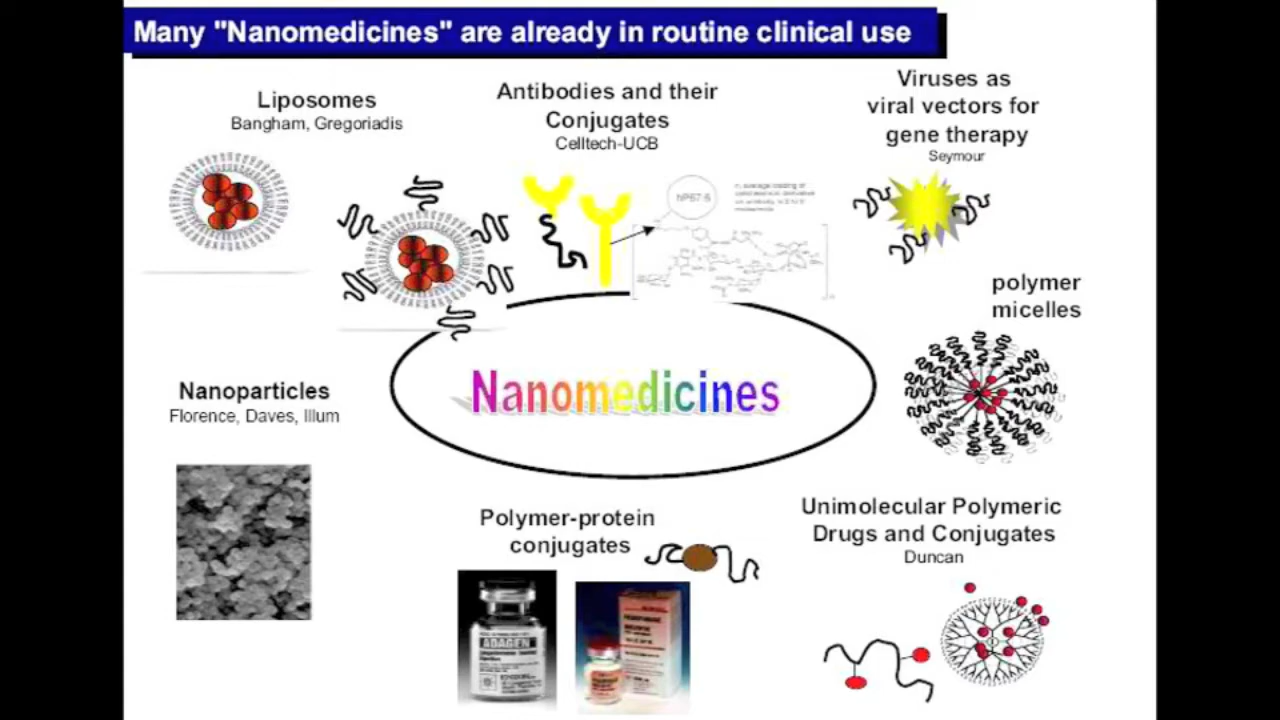 Many "Nanomedicines" are already in routine clinical use
Liposomes
Bangham, Gregoriadis
Antibodies and their
Conjugates
Celltech-UCB
Viruses as
viral vectors for
gene therapy
Seymour
hP67.6
polymer
micelles
Nanoparticles
Florence, Daves, Illum
Nanomedicines
Polymer-protein
conjugates
ADAGEN
Unimolecular Polymeric
Drugs and Conjugates
Duncan